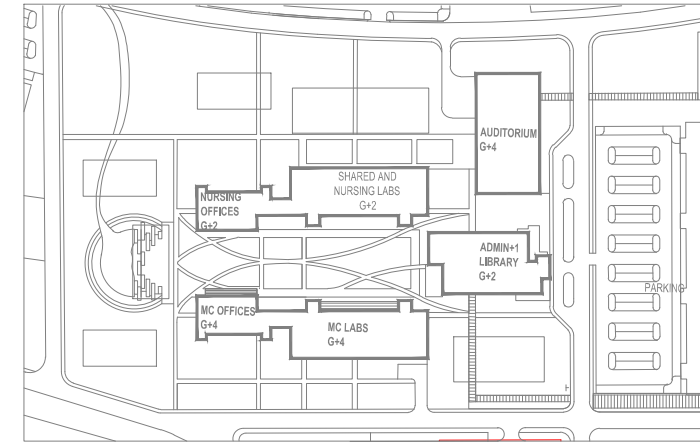 AUDITORIUM
G+4
SHARED AND
NURSING LABS
G+2
NURSING
OFFICES
G+2
ADMIN+1
LIBRARY
G+2
PARKING
MC OFFICES
G+4
MC LABS
G+4